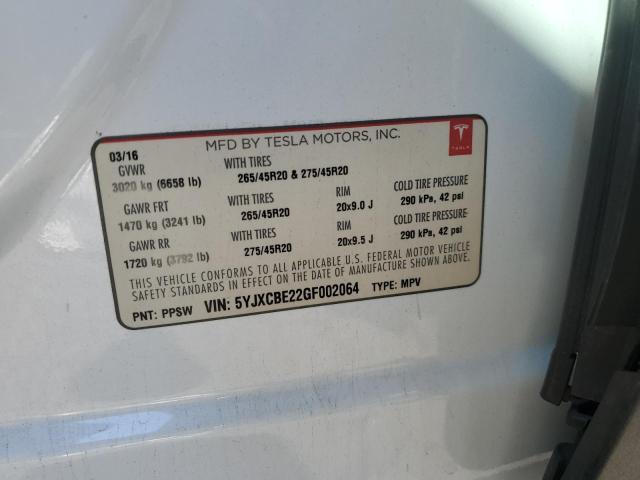 MFD BY TESLA MOTORS, INC.
TESLA
03/16
GVWR WITH TIRES
3020 kg (6658 lb) 265/45R20 & 275/45R20
GAWR FRT WITH TIRES RIM COLD TIRE PRESSURE
1470 kg (3241 lb) 265/45R20 20x9.0 J 290 kPa, 42 psi
GAWR RR WITH TIRES RIM COLD TIRE PRESSURE
1720 kg (3792 lb) 275/45R20 20x9.5 J 290 kPa, 42 psi
THIS VEHICLE CONFORMS TO ALL APPLICABLE U.S. FEDERAL MOTOR VEHICLE
SAFETY STANDARDS IN EFFECT ON THE DATE OF MANUFACTURE SHOWN ABOVE.
PNT: PPSW VIN: 5YJXCBE22GF002064 TYPE: MPV